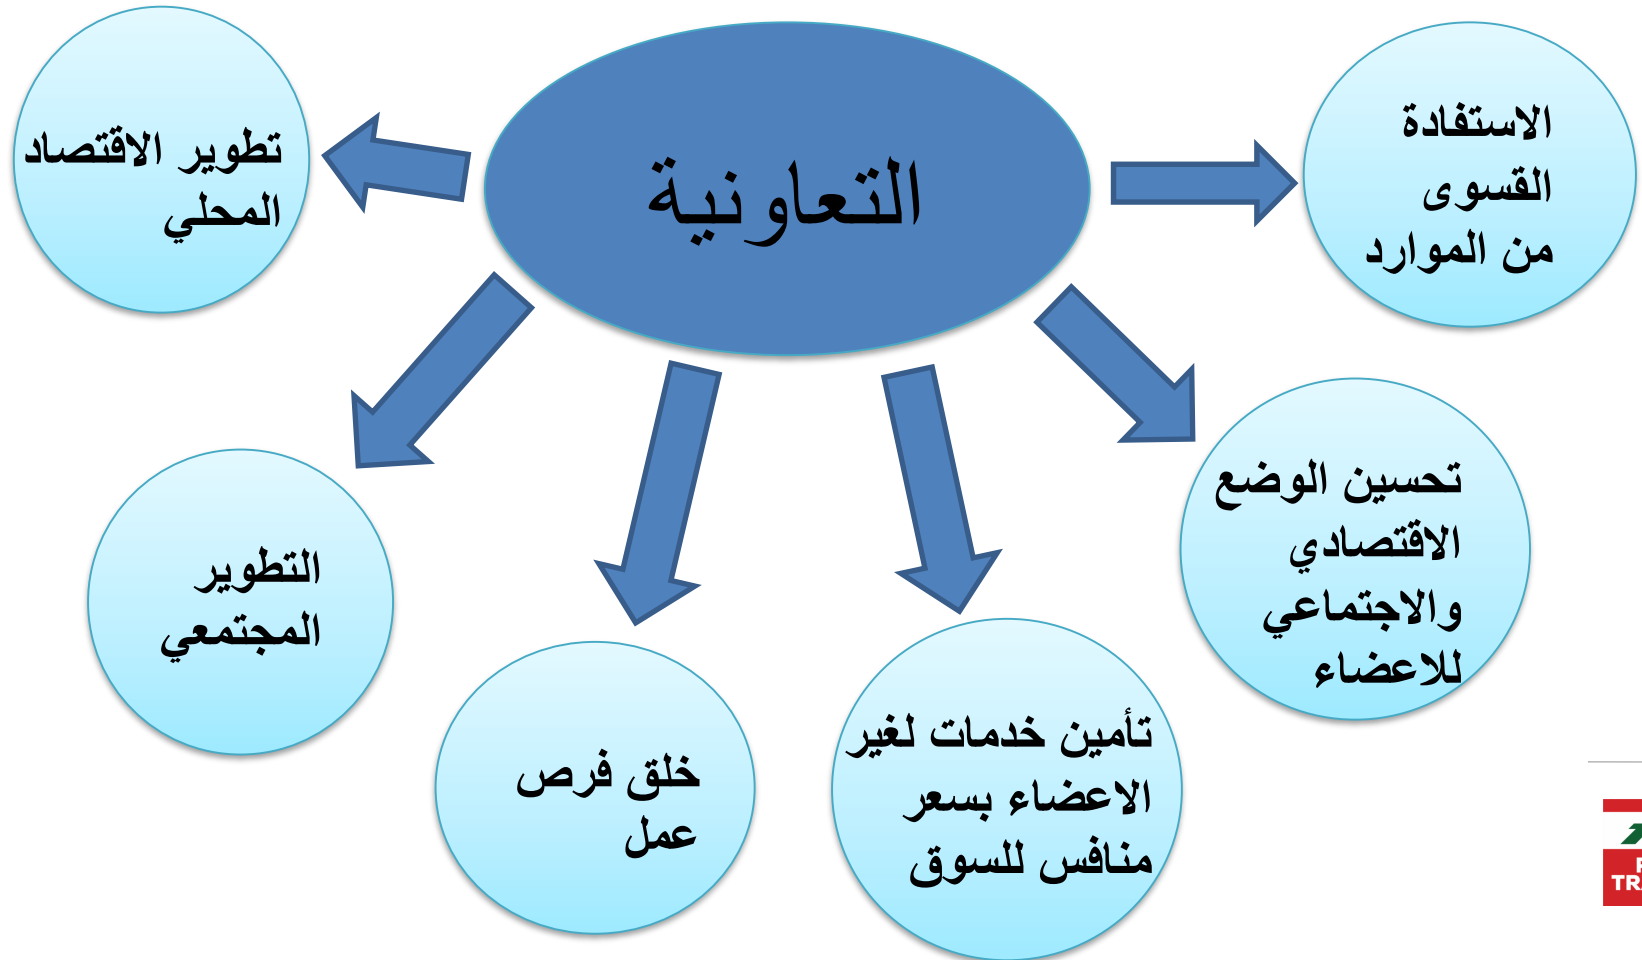 التعاونية
الاستفادة
القسوى
من الموارد
تحسين الوضع
الاقتصادي
والاجتماعي
للاعضاء
تأمين خدمات لغير
الاعضاء بسعر
منافس للسوق
خلق فرص
عمل
التطوير
المجتمعي
تطوير الاقتصاد
المحلي